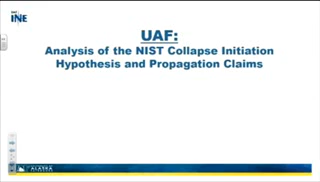 INE
UAF:
Analysis of the NIST Collapse Initiation
Hypothesis and Propagation Claims
ALASKA